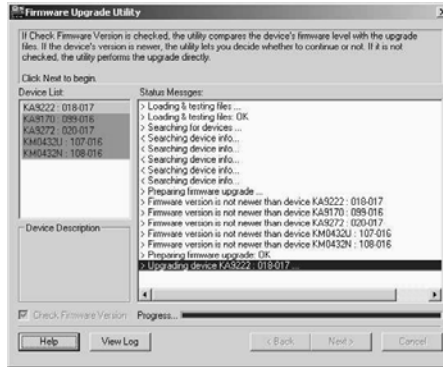 Firmware Upgrade Utility
If Check Firmware Version is checked, the utility compares the device's firmware level with the upgrade
files. If the device's version is newer, the utility lets you decide whether to continue or not. If it is not
checked, the utility performs the upgrade directly.
Click Next to begin.
Device List: Status Messges:
KA9222 : 018-017
KA9170 : 099-016
KA9272 : 020-017
KM0432U : 107-016
KM0432N : 108-016
> Loading & testing files ...
> Loading & testing files: OK
> Searching for devices ...
< Searching device info...
< Searching device info...
< Searching device info...
< Searching device info...
< Searching device info...
> Preparing firmware upgrade ...
> Firmware version is not newer than device KA9222 : 018-017
> Firmware version is not newer than device KA9170 : 099-016
> Firmware version is not newer than device KA9272 : 020-017
> Firmware version is not newer than device KM0432U : 107-016
> Firmware version is not newer than device KM0432N : 108-016
> Preparing firmware upgrade: OK
> Upgrading device KA9222 : 018-017 ...
Device Description
Check Firmware Version Progress...
Help View Log < Back Next > Cancel